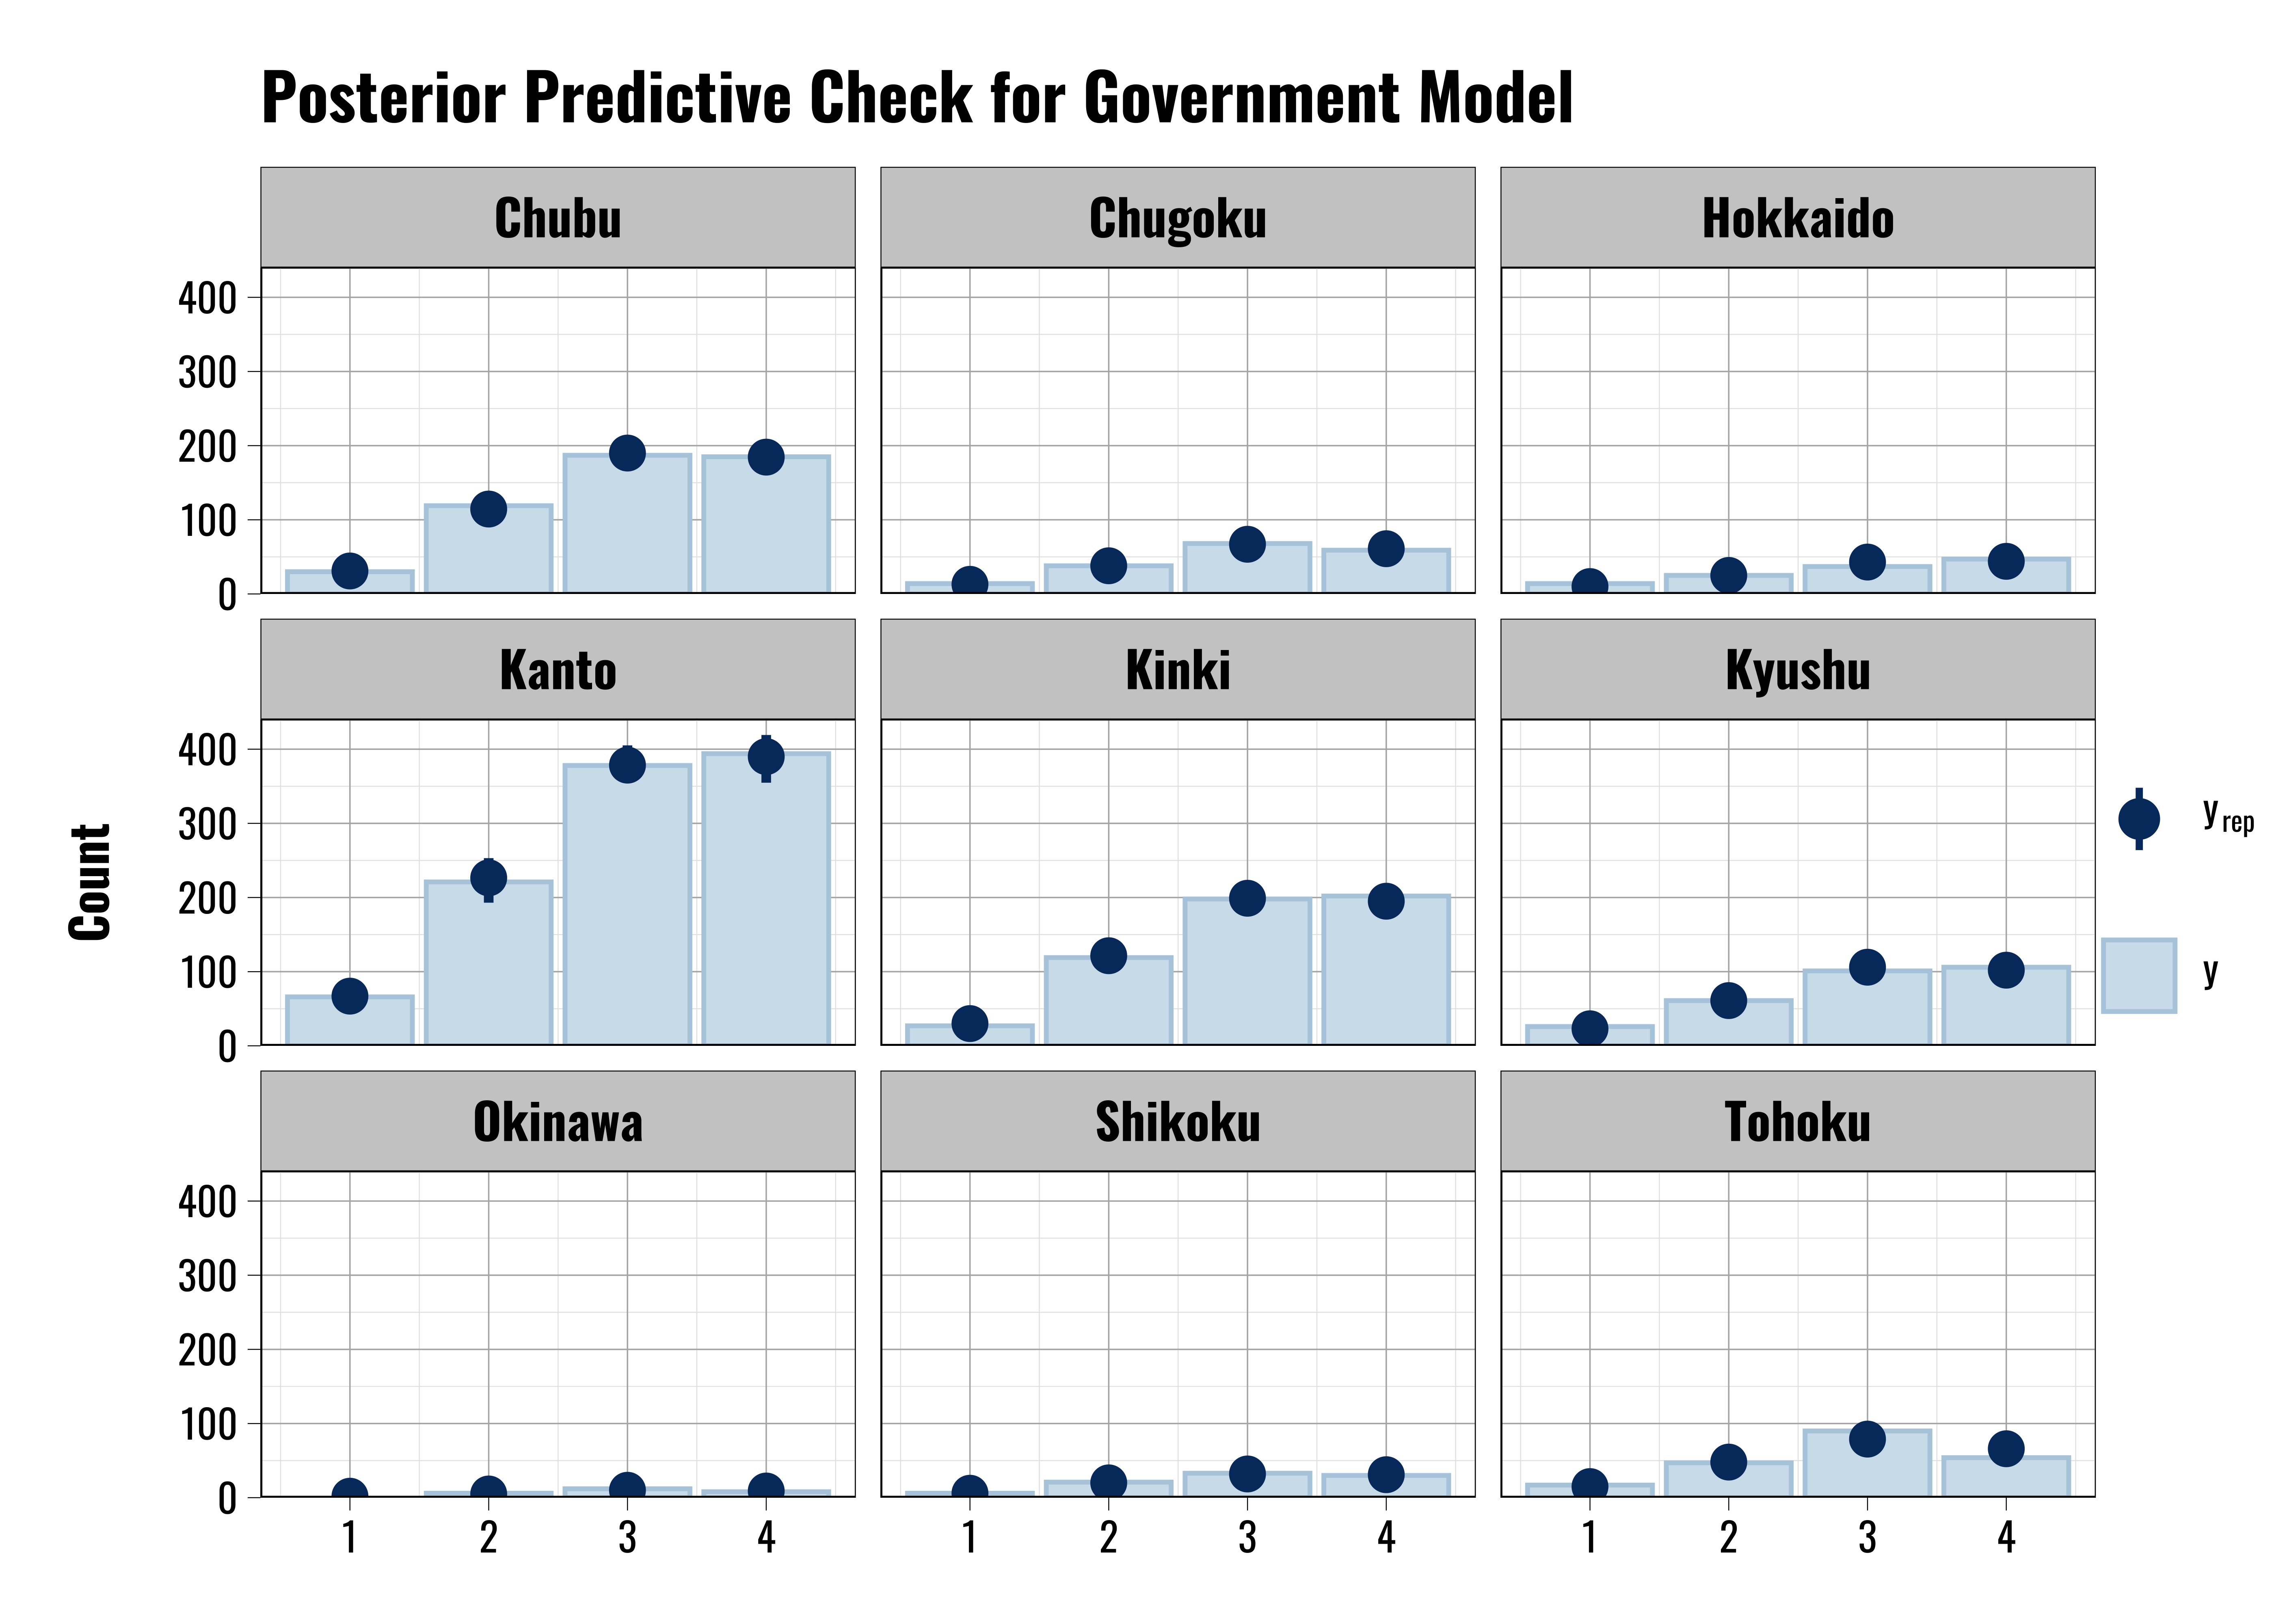 Posterior Predictive Check for Government Model
Chubu
Chugoku
Hokkaido
400
300
200
100
0
Kanto
Kinki
Kyushu
400
300
200
100
0
Count
y rep
y
Okinawa
Shikoku
Tohoku
400
300
200
100
0
1 2 3 4
1 2 3 4
1 2 3 4